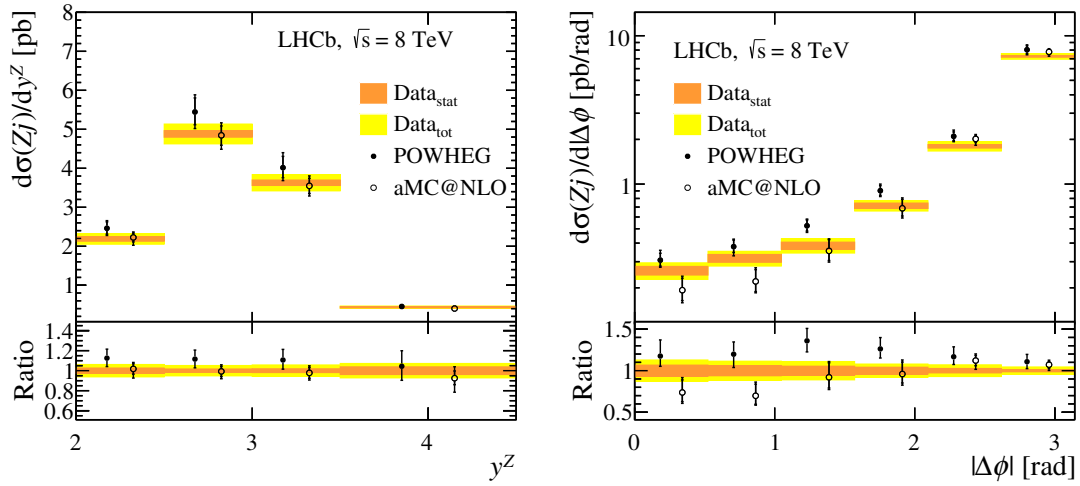 dσ(Zj)/dy^Z [pb]
8
7
6
5
4
3
2
1
LHCb, √s = 8 TeV
Data_stat
Data_tot
POWHEG
aMC@NLO
Ratio
1.4
1.2
1.0
0.8
0.6
2
3
4
y^Z
dσ(Zj)/d|Δϕ| [pb/rad]
10
1
LHCb, √s = 8 TeV
Data_stat
Data_tot
POWHEG
aMC@NLO
Ratio
1.5
1
0.5
0
1
2
3
|Δϕ| [rad]